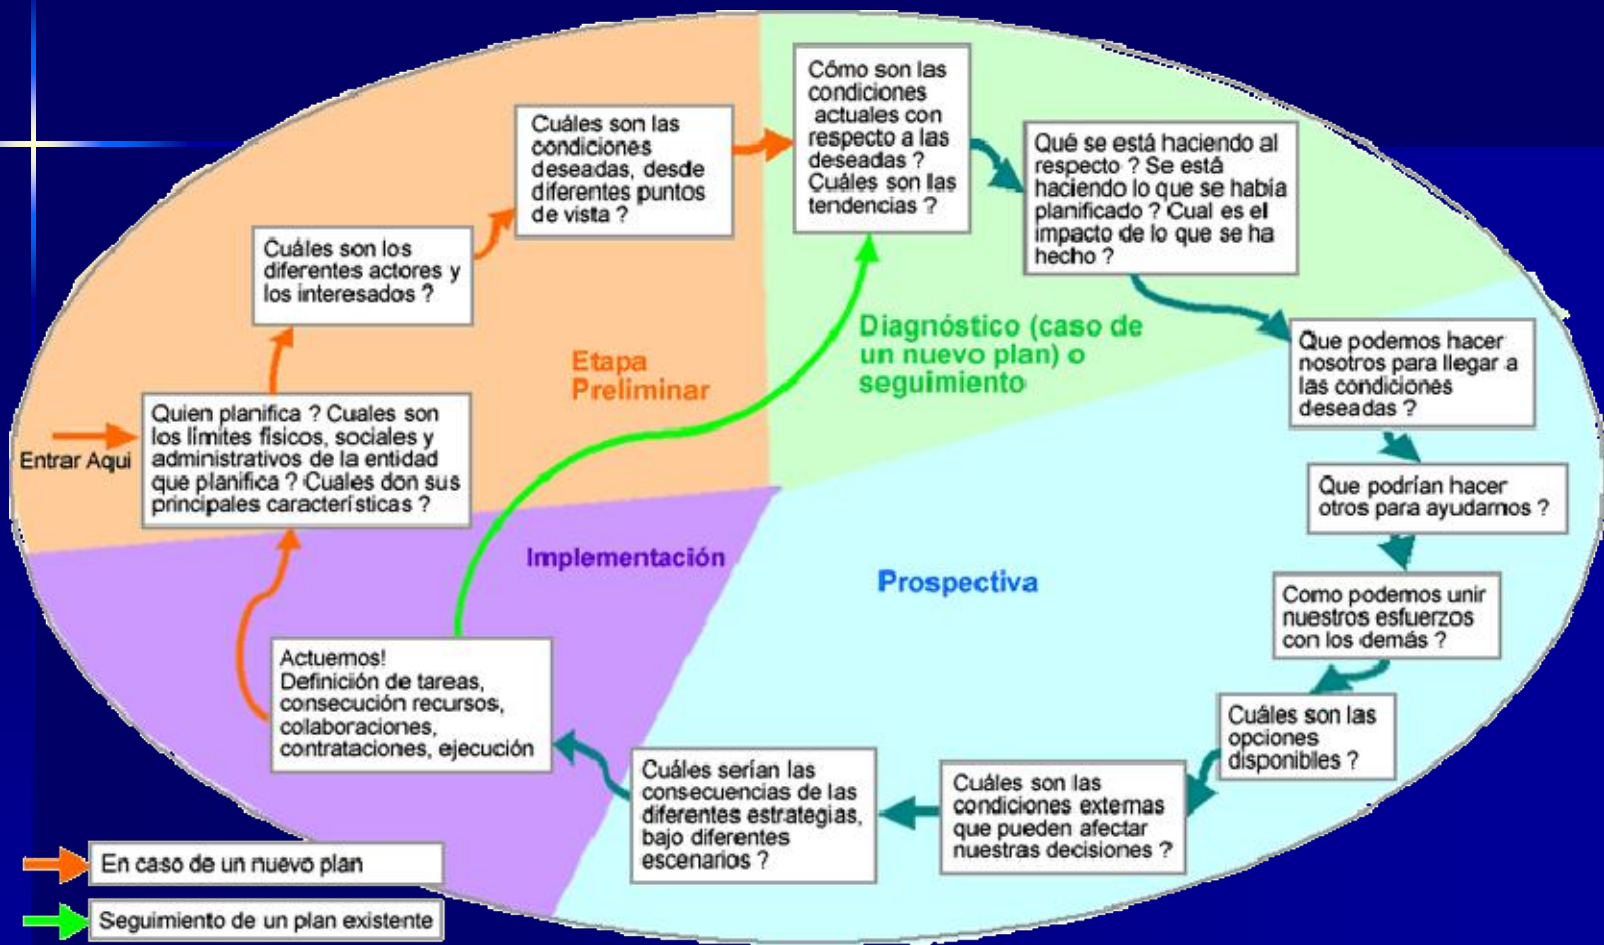 Entrar Aqui
Quien planifica ? Cuales son
los límites físicos, sociales y
administrativos de la entidad
que planifica ? Cuales don sus
principales características ?
Cuáles son los
diferentes actores y
los interesados ?
Cuáles son las
condiciones
deseadas, desde
diferentes puntos
de vista ?
Etapa
Preliminar
Cómo son las
condiciones
actuales con
respecto a las
deseadas ?
Cuáles son las
tendencias ?
Qué se está haciendo al
respecto ? Se está
haciendo lo que se había
planificado ? Cual es el
impacto de lo que se ha
hecho ?
Diagnóstico (caso de
un nuevo plan) o
seguimiento
Que podemos hacer
nosotros para llegar a
las condiciones
deseadas ?
Que podrían hacer
otros para ayudarnos ?
Como podemos unir
nuestros esfuerzos
con los demás ?
Cuáles son las
opciones
disponibles ?
Cuáles son las
condiciones externas
que pueden afectar
nuestras decisiones ?
Cuáles serían las
consecuencias de las
diferentes estrategias,
bajo diferentes
escenarios ?
Prospectiva
Implementación
Actuemos!
Definición de tareas,
consecución recursos,
colaboraciones,
contrataciones, ejecución
En caso de un nuevo plan
Seguimiento de un plan existente